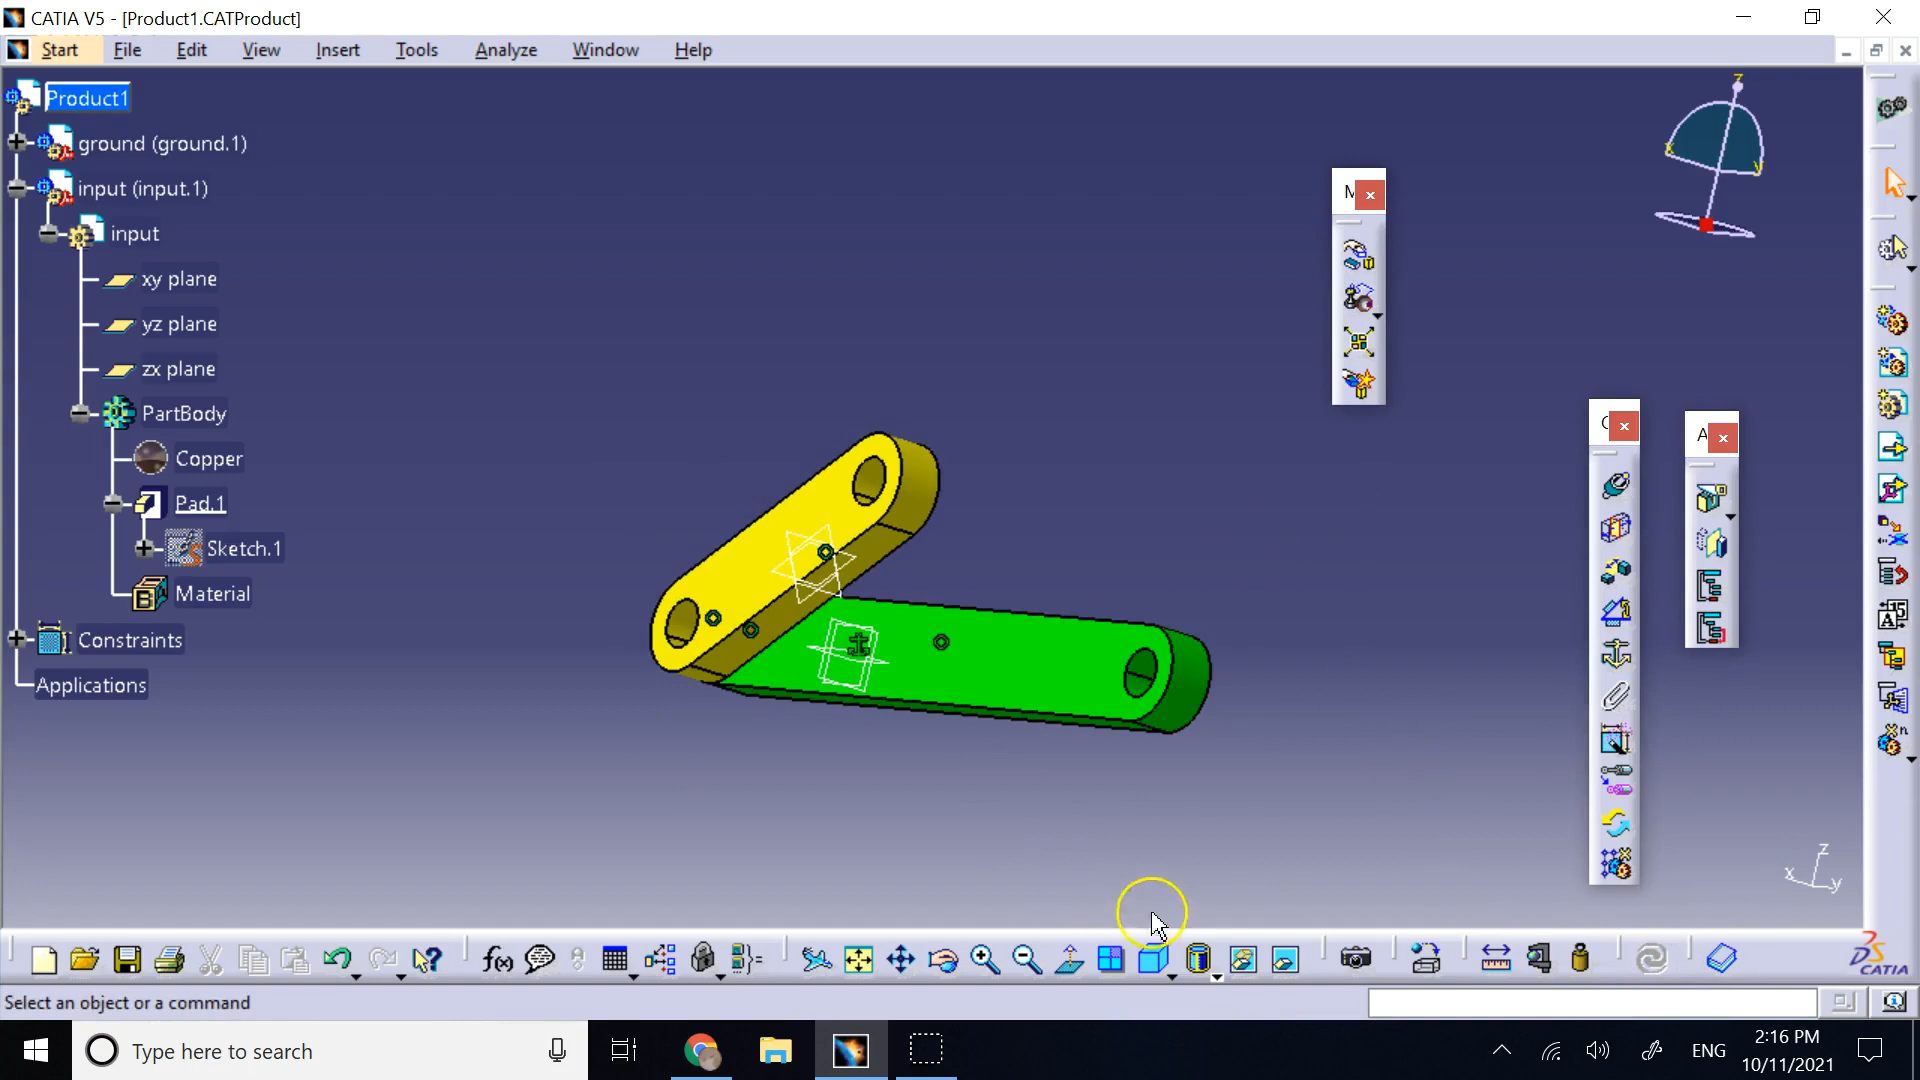 CATIA V5 - [Product1.CATProduct]
Start File Edit View Insert Tools Analyze Window Help
Product1
ground (ground.1)
input (input.1)
input
xy plane
yz plane
zx plane
PartBody
Copper
Pad.1
Sketch.1
Material
Constraints
Applications
z
x
y
M
C
A
z
x
y
f(x)
CATIA
Select an object or a command
Type here to search
ENG
2:16 PM
10/11/2021